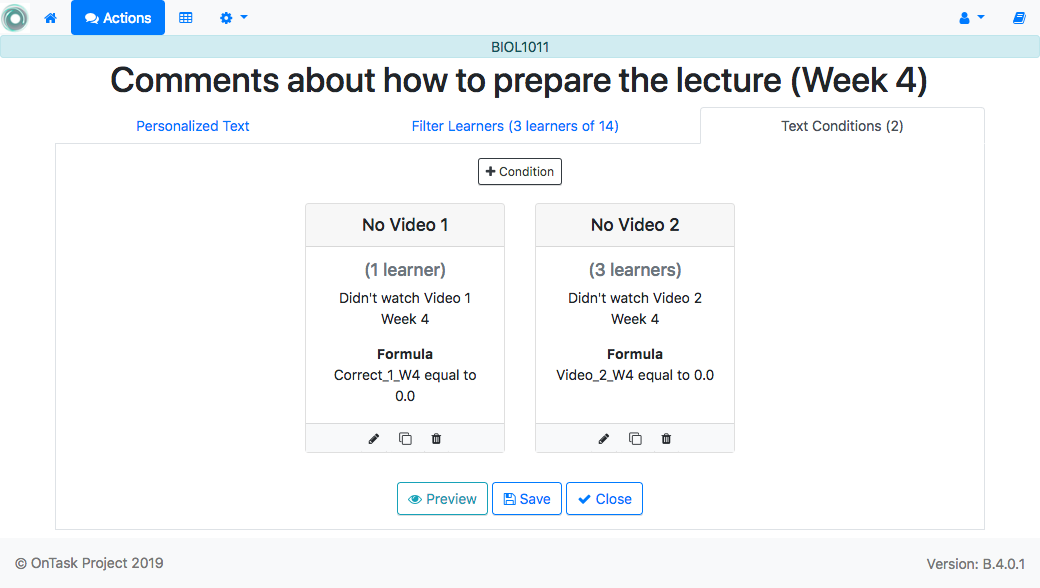 Actions
BIOL1011
Comments about how to prepare the lecture (Week 4)
Personalized Text
Filter Learners (3 learners of 14)
Text Conditions (2)
Condition
No Video 1
(1 learner)
Didn't watch Video 1
Week 4
Formula
Correct_1_W4 equal to
0.0
No Video 2
(3 learners)
Didn't watch Video 2
Week 4
Formula
Video_2_W4 equal to 0.0
Preview
Save
Close
© OnTask Project 2019
Version: B.4.0.1